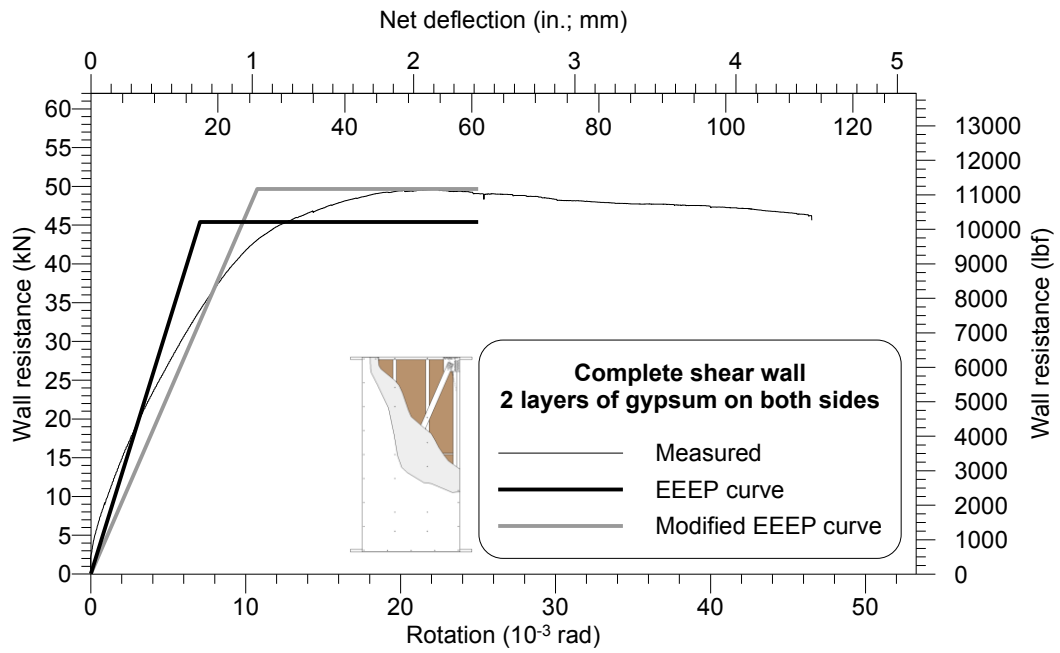 Net deflection (in.; mm)
0 1 2 3 4 5
20 40 60 80 100 120
60
55
50
45
40
35
30
25
20
15
10
5
0
Wall resistance (kN)
13000
12000
11000
10000
9000
8000
7000
6000
5000
4000
3000
2000
1000
0
Wall resistance (lbf)
Complete shear wall
2 layers of gypsum on both sides
Measured
EEEP curve
Modified EEEP curve
0 10 20 30 40 50
Rotation (10⁻³ rad)